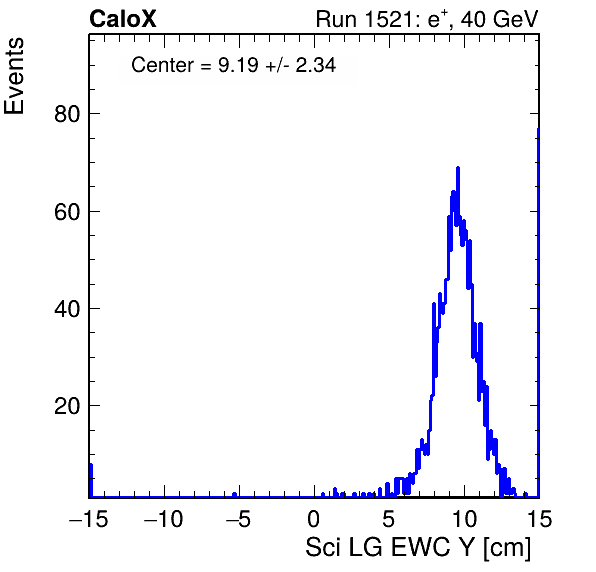 CaloX Run 1521: e⁺, 40 GeV
Center = 9.19 +/- 2.34
Events
80
60
40
20
−15 −10 −5 0 5 10 15
Sci LG EWC Y [cm]